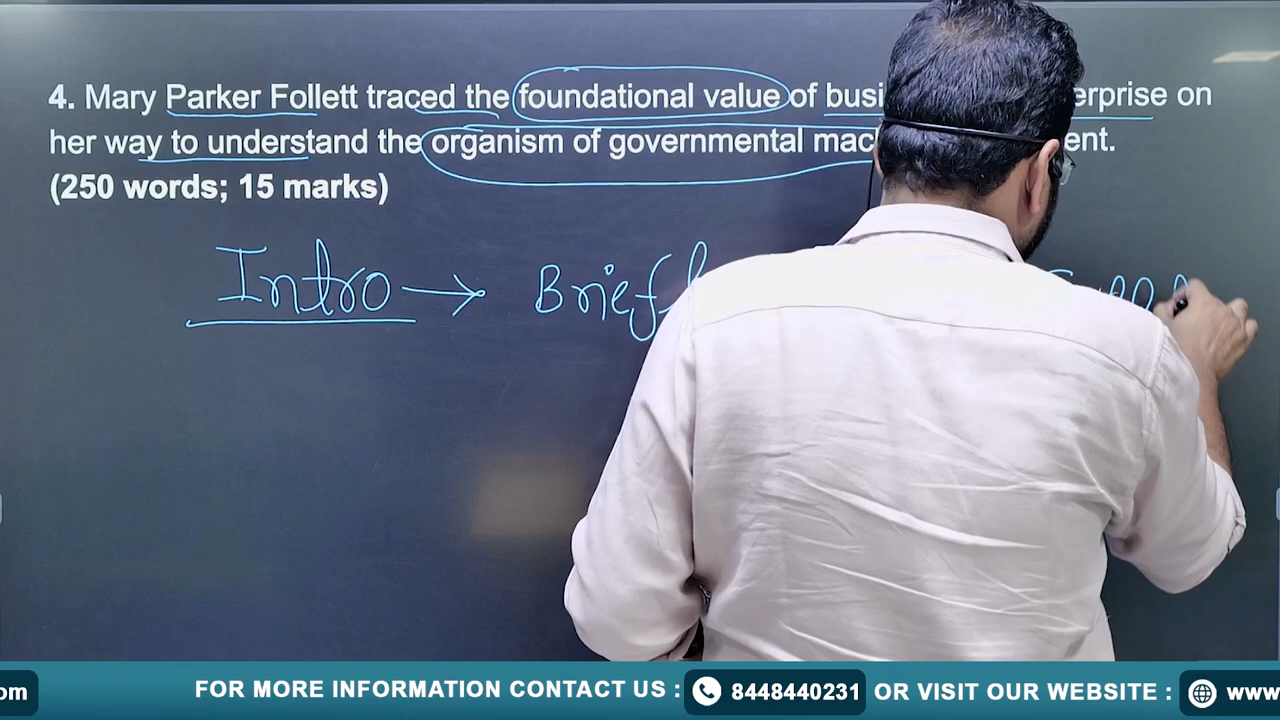 4. Mary Parker Follett traced the foundational value of busi erprise on
her way to understand the organism of governmental mac ent.
(250 words; 15 marks)
Intro → Brief
om FOR MORE INFORMATION CONTACT US : 8448440231 OR VISIT OUR WEBSITE : www